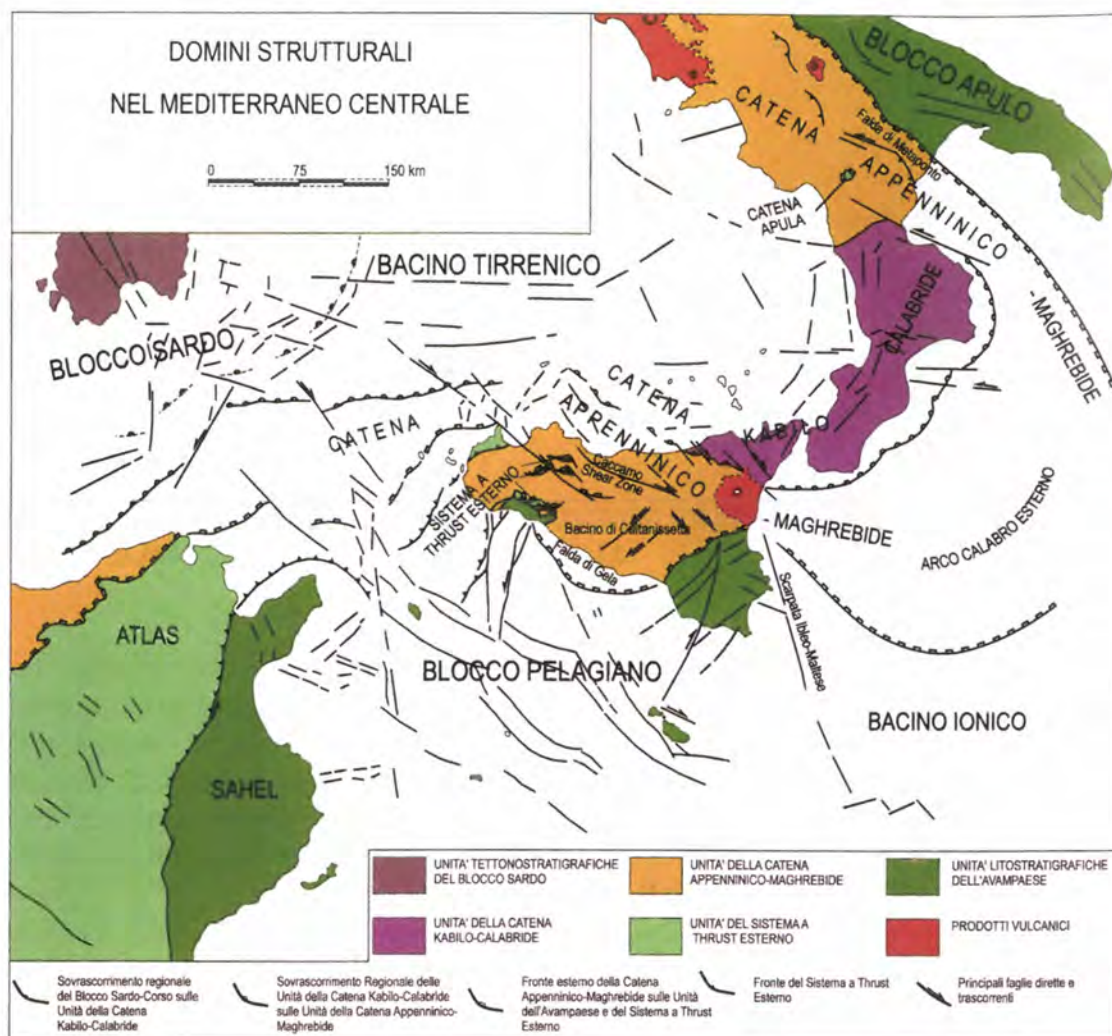 DOMINI STRUTTURALI
NEL MEDITERRANEO CENTRALE
0 75 150 km
BLOCCO APULO
CATENA
Falda di Metaponto
APPENNINICO
CATENA
APULA
- MAGHREBIDE
BACINO TIRRENICO
CALABRIDE
BLOCCO SARDO
CATENA
CATENA
APPENNINICO
KABILO
Caccamo
Shear Zone
SISTEMA A
THRUST ESTERNO
Bacino di Caltanissetta
- MAGHREBIDE
ARCO CALABRO ESTERNO
Falda di Gela
Scarpata Ibleo-Maltese
ATLAS
BLOCCO PELAGIANO
BACINO IONICO
SAHEL
UNITA' TETTONOSTRATIGRAFICHE
DEL BLOCCO SARDO
UNITA' DELLA CATENA
APPENNINICO-MAGHREBIDE
UNITA' LITOSTRATIGRAFICHE
DELL'AVAMPAESE
UNITA' DELLA CATENA
KABILO-CALABRIDE
UNITA' DEL SISTEMA A
THRUST ESTERNO
PRODOTTI VULCANICI
Sovrascorrimento regionale
del Blocco Sardo-Corso sulle
Unità della Catena
Kabilo-Calabride
Sovrascorrimento Regionale delle
Unità della Catena Kabilo-Calabride
sulle Unità della Catena Appenninico-
Maghrebide
Fronte esterno della Catena
Appenninico-Maghrebide sulle Unità
dell'Avampaese e del Sistema a Thrust
Esterno
Fronte del Sistema a Thrust
Esterno
Principali faglie dirette e
trascorrenti